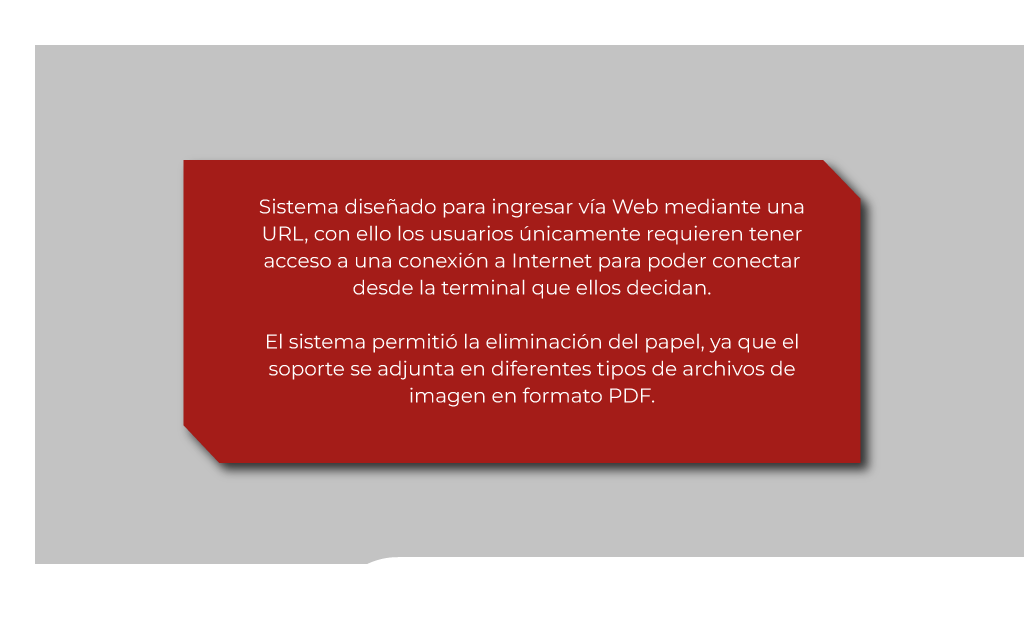 Sistema diseñado para ingresar vía Web mediante una
URL, con ello los usuarios únicamente requieren tener
acceso a una conexión a Internet para poder conectar
desde la terminal que ellos decidan.
El sistema permitió la eliminación del papel, ya que el
soporte se adjunta en diferentes tipos de archivos de
imagen en formato PDF.